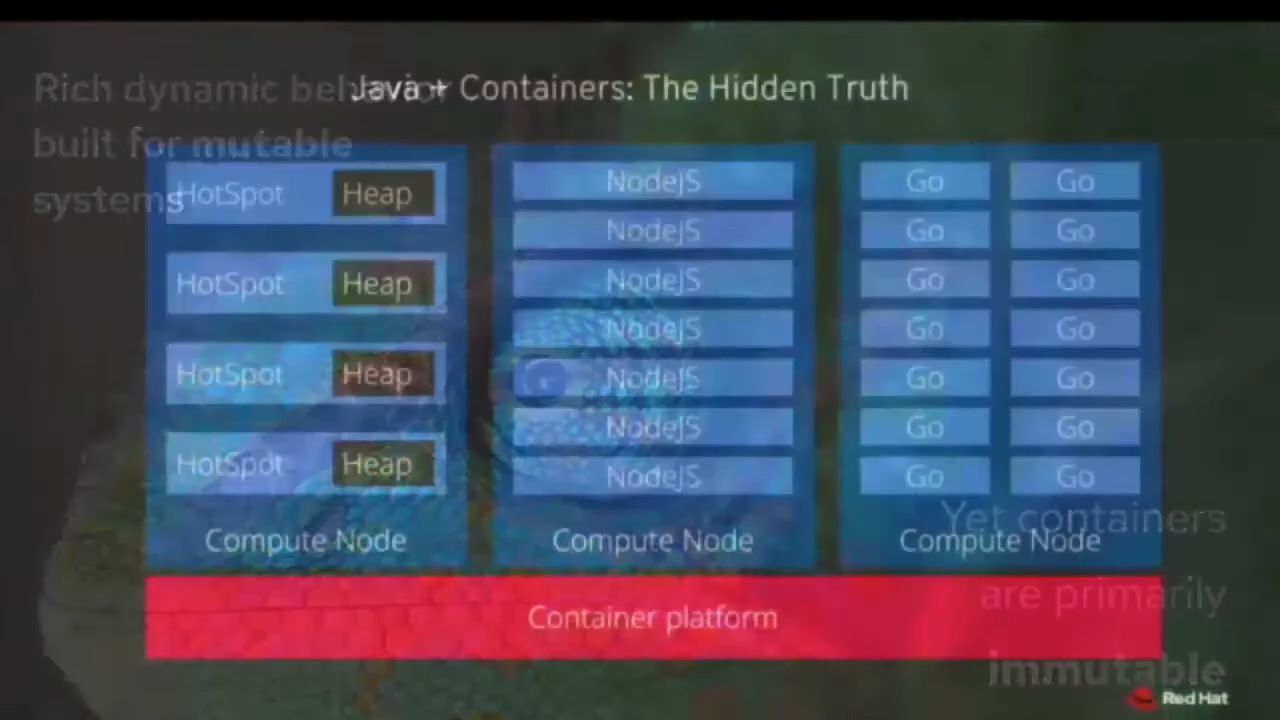 Java + Containers: The Hidden Truth
Rich dynamic behavior
built for mutable
systems
HotSpot Heap
HotSpot Heap
HotSpot Heap
HotSpot Heap
Compute Node
NodeJS
NodeJS
NodeJS
NodeJS
NodeJS
NodeJS
NodeJS
Compute Node
Go Go
Go Go
Go Go
Go Go
Go Go
Go Go
Go Go
Compute Node
Yet containers
are primarily
immutable
Container platform
Red Hat